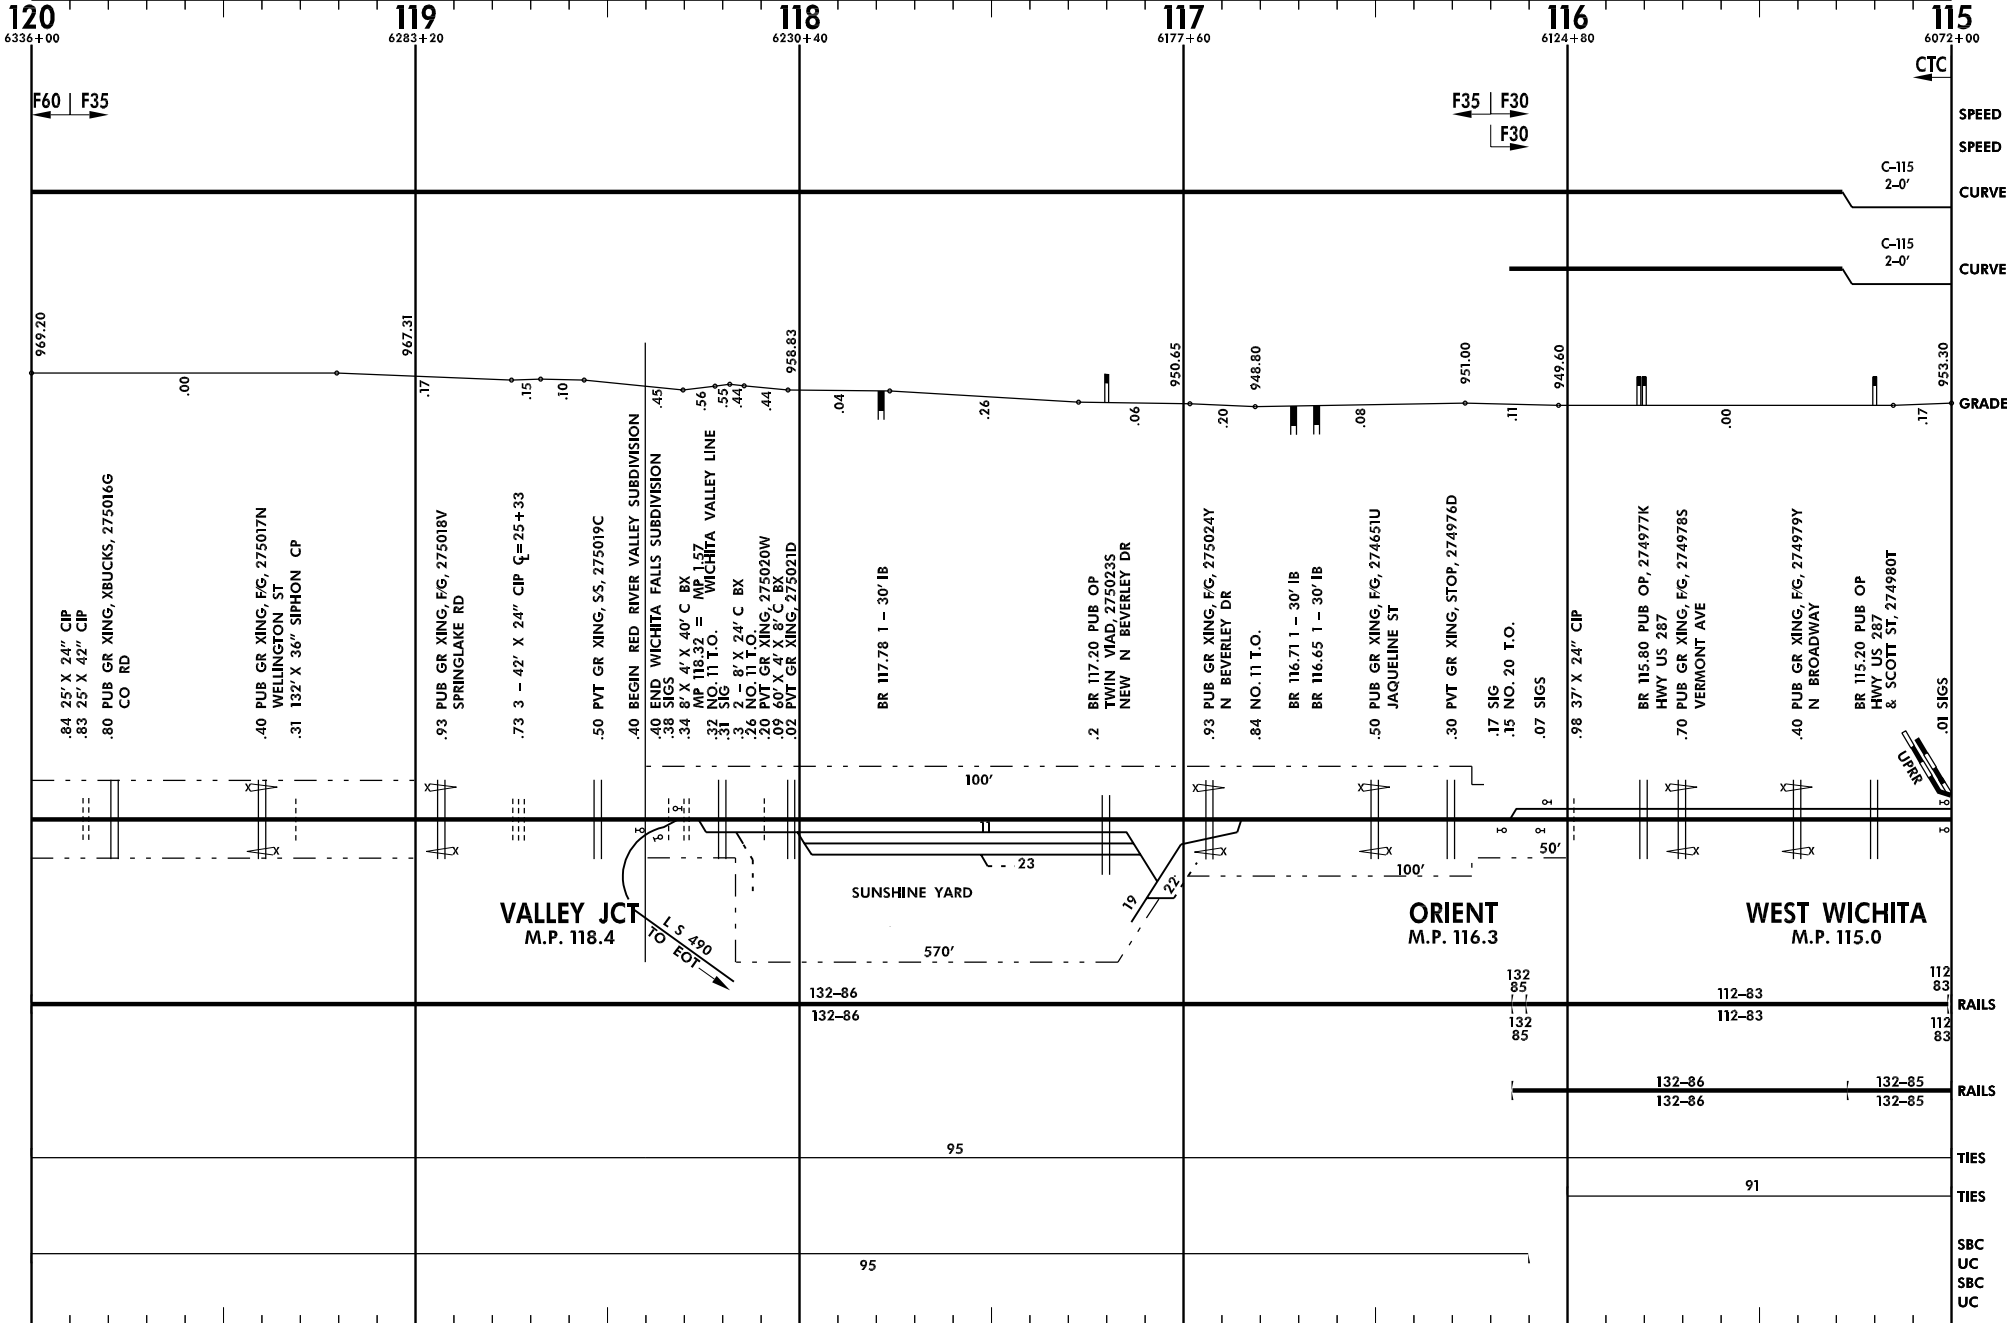 120
119
118
117
116
115
6336+00
6283+20
6230+40
6177+60
6124+80
6072+00
CTC
F60
F35
F35
F30
SPEED
F30
SPEED
C-115
2-0'
CURVE
C-115
2-0'
CURVE
969.20
967.31
958.83
950.65
948.80
951.00
949.60
953.30
.00
.17
.15
.10
.45
.56
.55
.44
.44
.04
.26
.06
.20
.08
.11
.00
.17
GRADE
.84 25' X 24" CIP
.83 25' X 42" CIP
.80 PUB GR XING, XBUCKS, 275016G
CO RD
.40 PUB GR XING, F/G, 275017N
WELLINGTON ST
.31 132' X 36" SIPHON CP
.93 PUB GR XING, F/G, 275018V
SPRINGLAKE RD
.73 3 - 42' X 24" CIP CL=25+33
.50 PVT GR XING, S/S, 275019C
.40 BEGIN RED RIVER VALLEY SUBDIVISION
.40 END WICHITA FALLS SUBDIVISION
.38 SIGS
.34 8' X 4' X 40' C BX
MP 118.32 = MP 1.57
.32 NO. 11 T.O. WICHITA VALLEY LINE
.31 SIG
.3 2 - 8' X 24' C BX
.26 NO. 11 T.O.
.20 PVT GR XING, 275020W
.09 60' X 4' X 8' C BX
.02 PVT GR XING, 275021D
BR 117.78 1 - 30' IB
.2 BR 117.20 PUB OP
TWIN VIAD, 275023S
NEW N BEVERLEY DR
.93 PUB GR XING, F/G, 275024Y
N BEVERLEY DR
.84 NO. 11 T.O.
BR 116.71 1 - 30' IB
BR 116.65 1 - 30' IB
.50 PUB GR XING, F/G, 274651U
JAQUELINE ST
.30 PVT GR XING, STOP, 274976D
.17 SIG
.15 NO. 20 T.O.
.07 SIGS
.98 37' X 24" CIP
BR 115.80 PUB OP, 274977K
HWY US 287
.70 PUB GR XING, F/G, 274978S
VERMONT AVE
.40 PUB GR XING, F/G, 274979Y
N BROADWAY
BR 115.20 PUB OP
HWY US 287
& SCOTT ST, 274980T
.01 SIGS
UPRR
100'
X
X
X
X
X
X
X
X
X
X
X
X
11
23
19
22
50'
100'
SUNSHINE YARD
VALLEY JCT
M.P. 118.4
L S 490
TO EOT
570'
ORIENT
M.P. 116.3
WEST WICHITA
M.P. 115.0
132-86
132-86
132
85
132
85
112-83
112-83
112
83
112
83
RAILS
132-86
132-86
132-85
132-85
RAILS
95
TIES
91
TIES
95
SBC
UC
SBC
UC